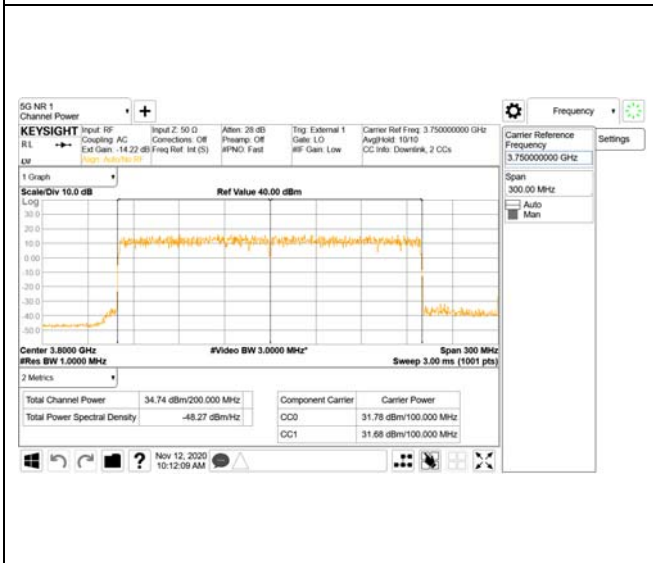 5G NR 1
Channel Power
Frequency
KEYSIGHT
RL
Input: RF
Coupling: AC
Ext Gain: -14.22 dB
Align: Auto/No RF
Input Z: 50 Ω
Corrections: Off
Freq Ref: Int (S)
Atten: 28 dB
Preamp: Off
#PNO: Fast
Trig: External 1
Gate: LO
#IF Gain: Low
Carrier Ref Freq: 3.750000000 GHz
Avg|Hold: 10/10
CC Info: Downlink, 2 CCs
Carrier Reference
Frequency
3.750000000 GHz
Settings
Span
300.00 MHz
Auto
Man
1 Graph
Scale/Div 10.0 dB
Ref Value 40.00 dBm
Log
30.0
20.0
10.0
0.00
-10.0
-20.0
-30.0
-40.0
-50.0
Center 3.8000 GHz
#Video BW 3.0000 MHz*
Span 300 MHz
#Res BW 1.0000 MHz
Sweep 3.00 ms (1001 pts)
2 Metrics
Total Channel Power 34.74 dBm/200.000 MHz
Total Power Spectral Density -48.27 dBm/Hz
Component Carrier Carrier Power
CC0 31.78 dBm/100.000 MHz
CC1 31.68 dBm/100.000 MHz
Nov 12, 2020
10:12:09 AM